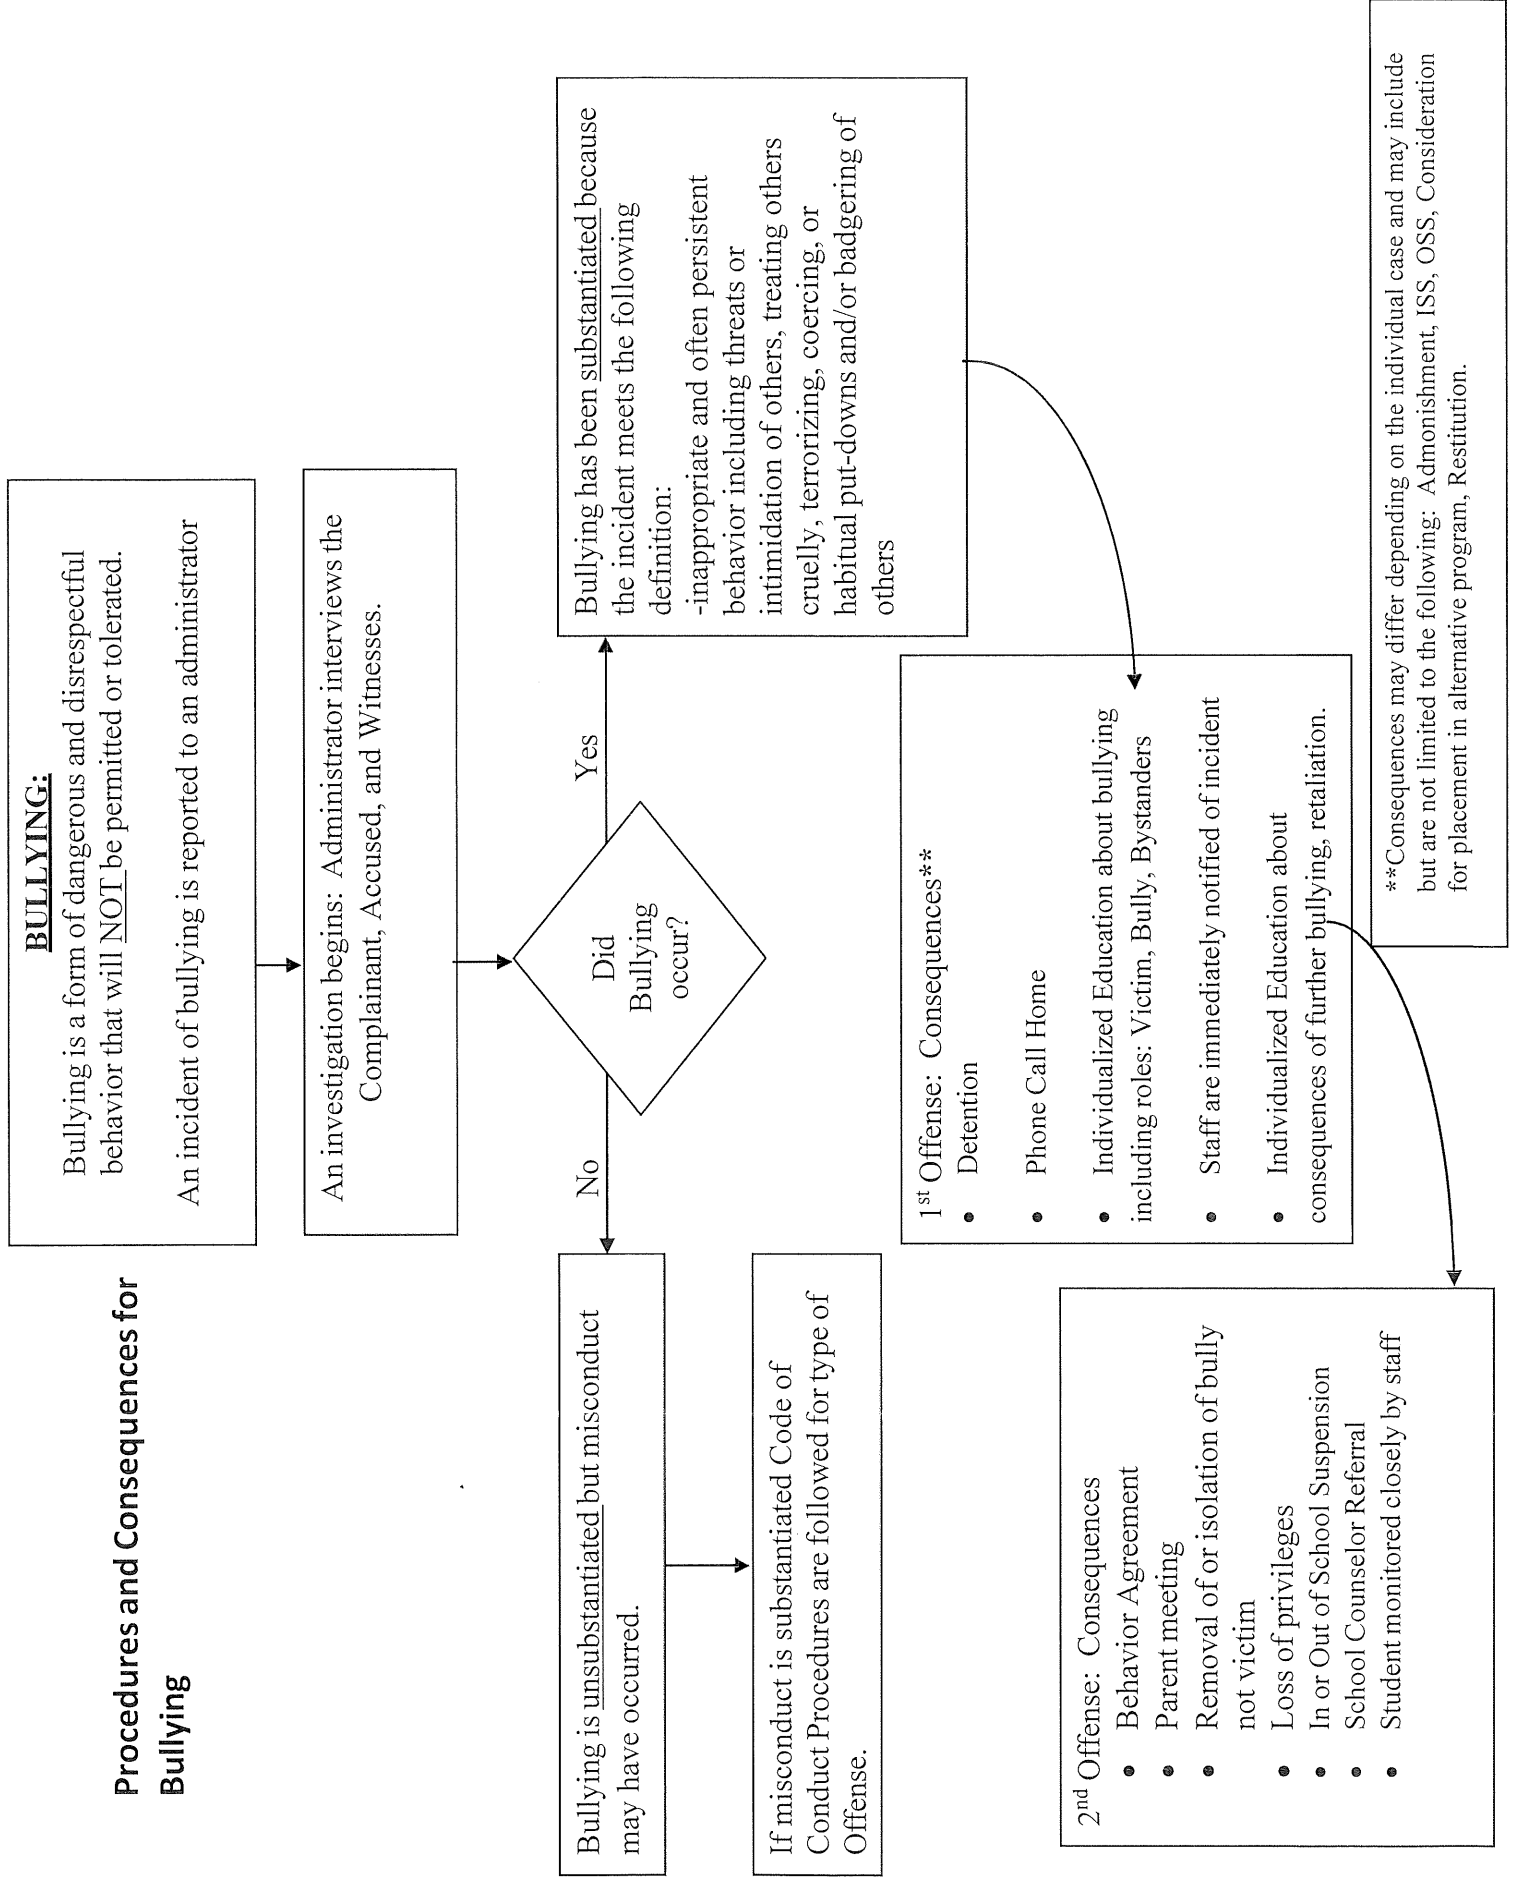 Procedures and Consequences for
Bullying
BULLYING:
Bullying is a form of dangerous and disrespectful
behavior that will NOT be permitted or tolerated.
An incident of bullying is reported to an administrator
An investigation begins: Administrator interviews the
Complainant, Accused, and Witnesses.
Did
Bullying
occur?
No
Yes
Bullying is unsubstantiated but misconduct
may have occurred.
If misconduct is substantiated Code of
Conduct Procedures are followed for type of
Offense.
Bullying has been substantiated because
the incident meets the following
definition:
-inappropriate and often persistent
behavior including threats or
intimidation of others, treating others
cruelly, terrorizing, coercing, or
habitual put-downs and/or badgering of
others
1st Offense: Consequences**
• Detention
• Phone Call Home
• Individualized Education about bullying
including roles: Victim, Bully, Bystanders
• Staff are immediately notified of incident
• Individualized Education about
consequences of further bullying, retaliation.
2nd Offense: Consequences
• Behavior Agreement
• Parent meeting
• Removal of or isolation of bully
not victim
• Loss of privileges
• In or Out of School Suspension
• School Counselor Referral
• Student monitored closely by staff
**Consequences may differ depending on the individual case and may include
but are not limited to the following: Admonishment, ISS, OSS, Consideration
for placement in alternative program, Restitution.